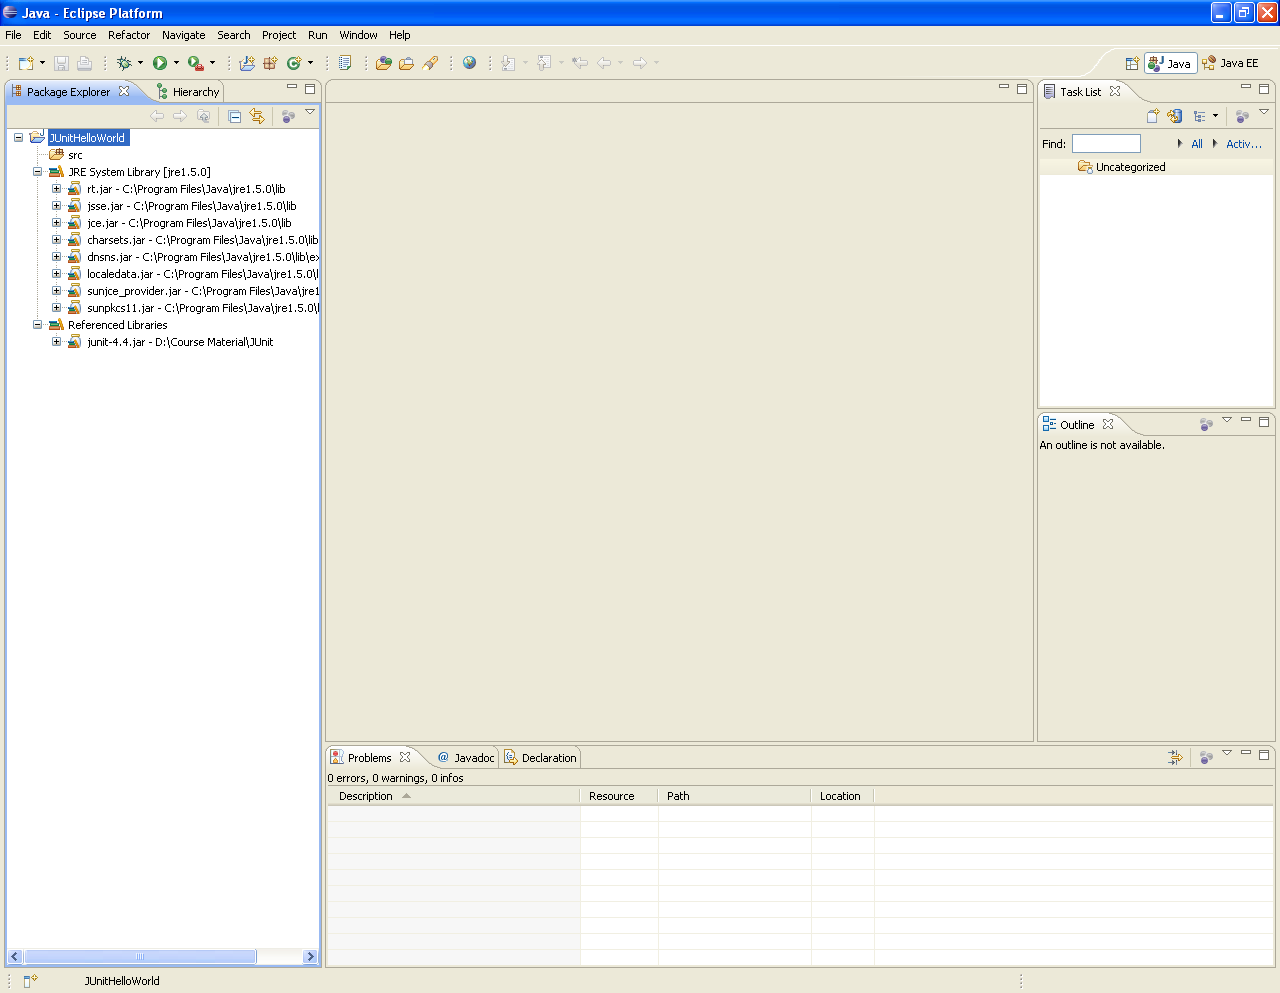 Java - Eclipse Platform
File Edit Source Refactor Navigate Search Project Run Window Help
Java Java EE
Package Explorer Hierarchy
JUnitHelloWorld
src
JRE System Library [jre1.5.0]
rt.jar - C:\Program Files\Java\jre1.5.0\lib
jsse.jar - C:\Program Files\Java\jre1.5.0\lib
jce.jar - C:\Program Files\Java\jre1.5.0\lib
charsets.jar - C:\Program Files\Java\jre1.5.0\lib
dnsns.jar - C:\Program Files\Java\jre1.5.0\lib\ex
localedata.jar - C:\Program Files\Java\jre1.5.0\l
sunjce_provider.jar - C:\Program Files\Java\jre1
sunpkcs11.jar - C:\Program Files\Java\jre1.5.0\l
Referenced Libraries
junit-4.4.jar - D:\Course Material\JUnit
Task List
Find: All Activ...
Uncategorized
Outline
An outline is not available.
Problems @ Javadoc Declaration
0 errors, 0 warnings, 0 infos
Description Resource Path Location
JUnitHelloWorld